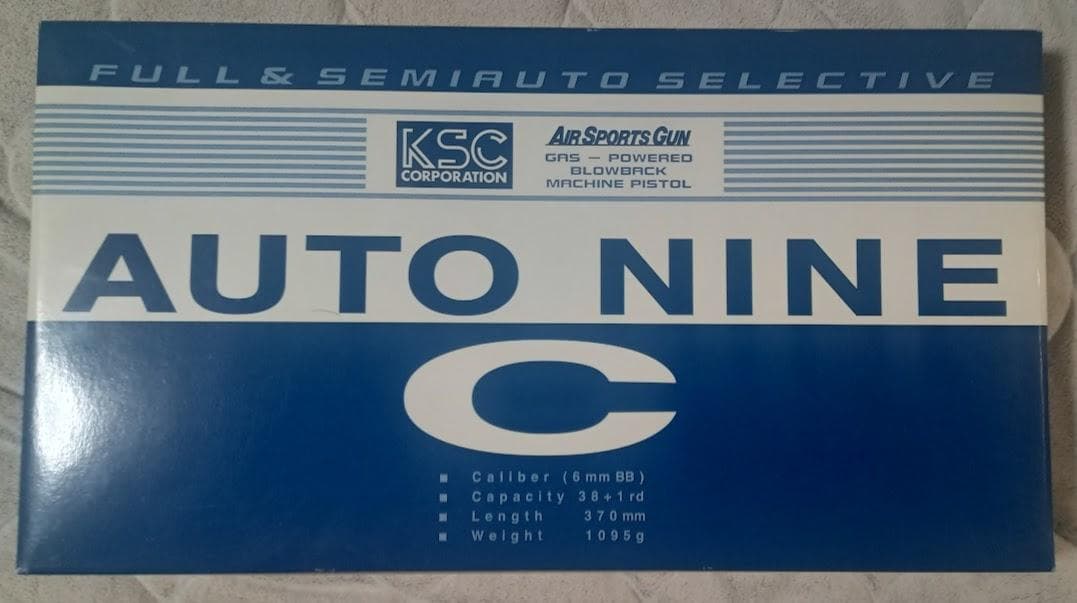 FULL & SEMIAUTO SELECTIVE
KSC
CORPORATION
AIR SPORTS GUN
GAS – POWERED
BLOWBACK
MACHINE PISTOL
AUTO NINE
C
■ Caliber (6mm BB)
■ Capacity 38+1rd
■ Length 370mm
■ Weight 1095g